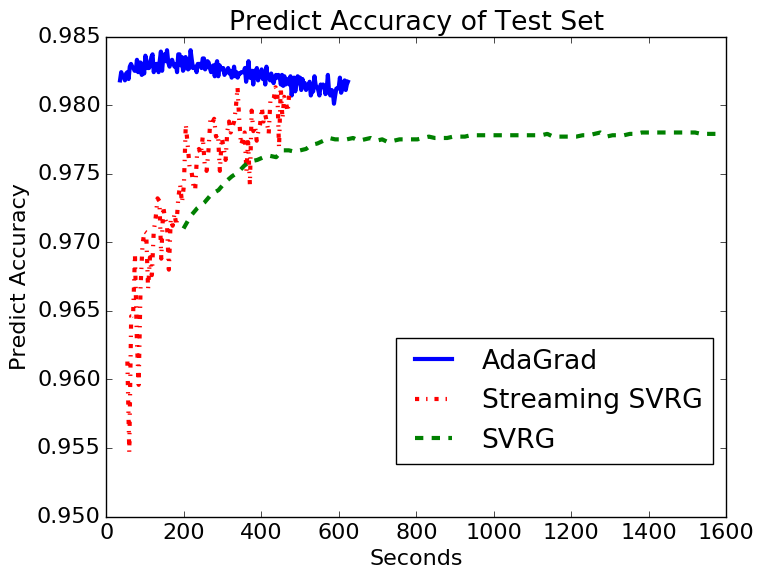 Predict Accuracy of Test Set
0.985
0.980
0.975
0.970
0.965
0.960
0.955
0.950
Predict Accuracy
AdaGrad
Streaming SVRG
SVRG
0 200 400 600 800 1000 1200 1400 1600
Seconds